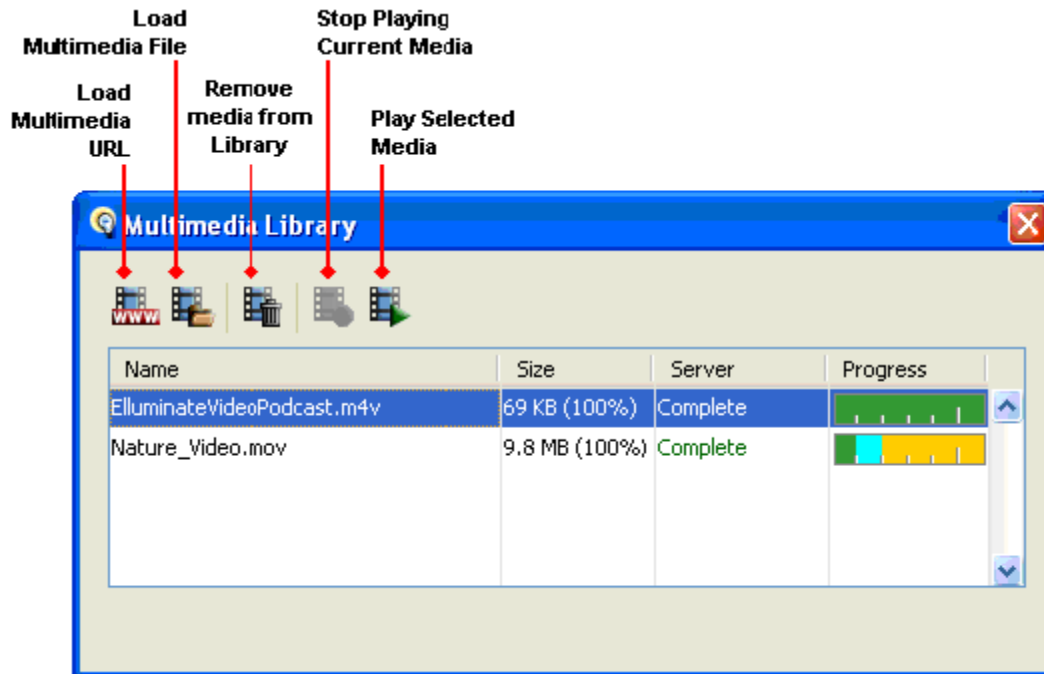 Load
Multimedia File
Stop Playing
Current Media
Load
Multimedia
URL
Remove
media from
Library
Play Selected
Media
Multimedia Library
WWW
Name Size Server Progress
ElluminateVideoPodcast.m4v 69 KB (100%) Complete
Nature_Video.mov 9.8 MB (100%) Complete